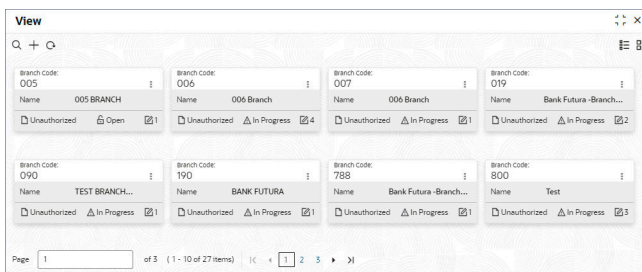 View
Branch Code: Branch Code: Branch Code: Branch Code:
005 006 007 019
Name 005 BRANCH Name 006 Branch Name 006 Branch Name Bank Futura -Branch...
Unauthorized Open 1 Unauthorized In Progress 4 Unauthorized In Progress 1 Unauthorized In Progress 2
Branch Code: Branch Code: Branch Code: Branch Code:
090 190 788 800
Name TEST BRANCH... Name BANK FUTURA Name Bank Futura -Branch... Name Test
Unauthorized In Progress 1 Unauthorized In Progress 1 Unauthorized In Progress 1 Unauthorized In Progress 3
Page 1 of 3 (1 - 10 of 27 items) 1 2 3